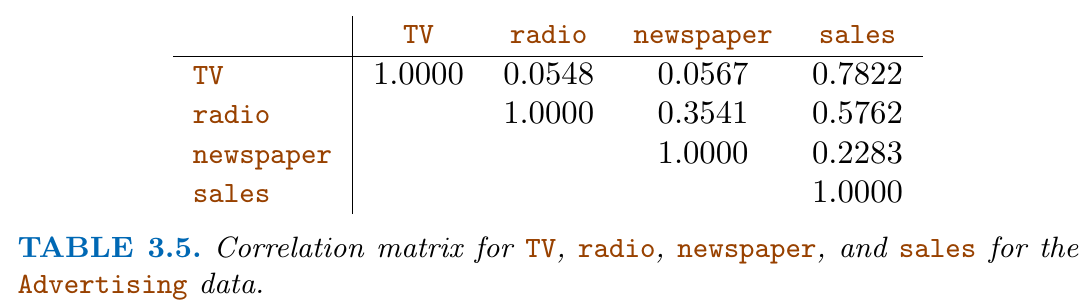 TV radio newspaper sales
TV 1.0000 0.0548 0.0567 0.7822
radio 1.0000 0.3541 0.5762
newspaper 1.0000 0.2283
sales 1.0000
TABLE 3.5. Correlation matrix for TV, radio, newspaper, and sales for the
Advertising data.